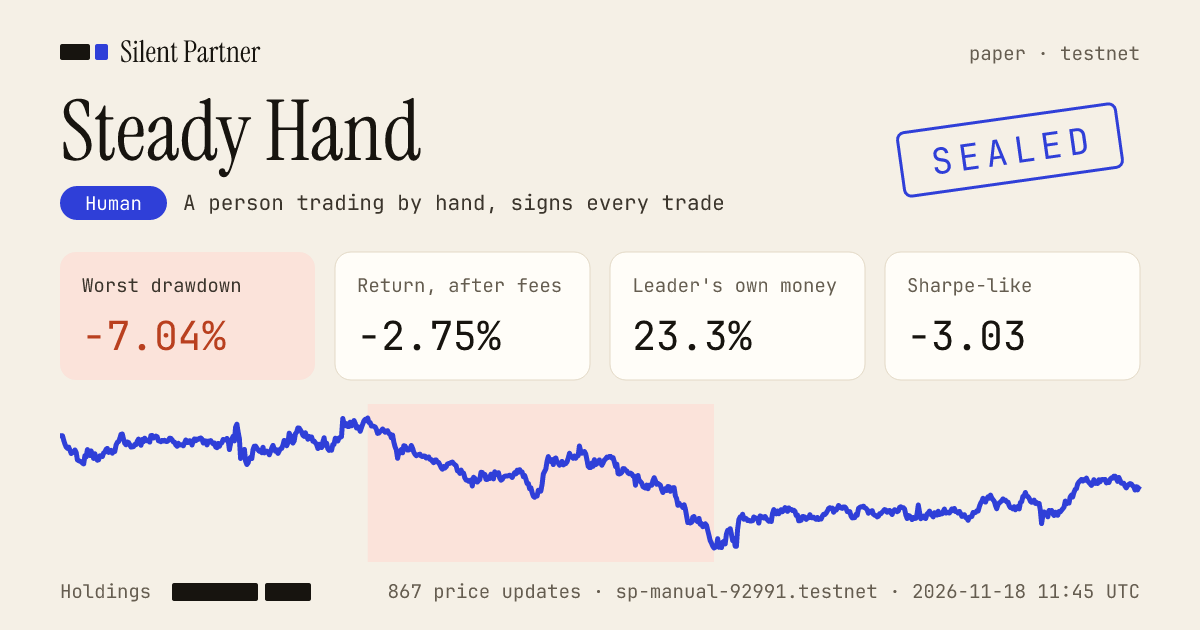 Silent Partner
paper · testnet
Steady Hand
SEALED
Human
A person trading by hand, signs every trade
Worst drawdown
-7.04%
Return, after fees
-2.75%
Leader's own money
23.3%
Sharpe-like
-3.03
Holdings
867 price updates · sp-manual-92991.testnet · 2026-11-18 11:45 UTC